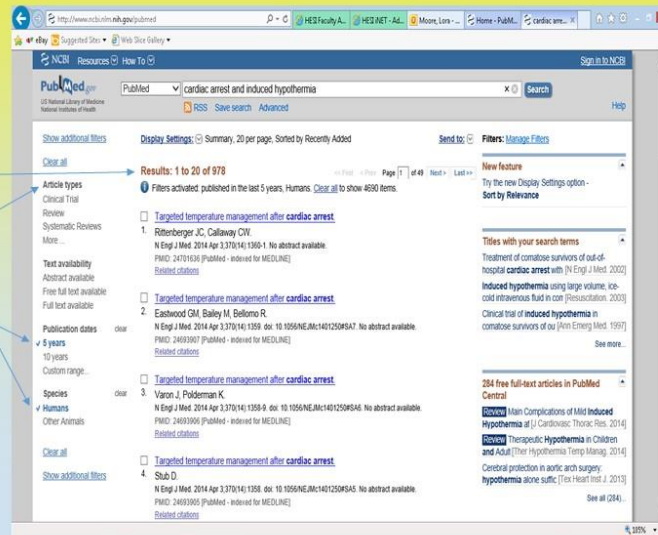 http://www.ncbi.nlm.nih.gov/pubmed
HESI Faculty A...
HESI iNET - Ad...
Moore, Lora - ...
Home - PubM...
cardiac arre...
eBay
Suggested Sites
Web Slice Gallery
NCBI Resources How To
Sign in to NCBI
PubMed.gov
US National Library of Medicine
National Institutes of Health
PubMed
cardiac arrest and induced hypothermia
Search
RSS Save search Advanced
Help
Show additional filters
Clear all
Article types
Clinical Trial
Review
Systematic Reviews
More ...
Text availability
Abstract available
Free full text available
Full text available
Publication dates clear
5 years
10 years
Custom range...
Species clear
Humans
Other Animals
Clear all
Show additional filters
Display Settings: Summary, 20 per page, Sorted by Recently Added
Send to:
Results: 1 to 20 of 978
<< First < Prev Page 1 of 49 Next > Last >>
Filters activated: published in the last 5 years, Humans. Clear all to show 4690 items.
Targeted temperature management after cardiac arrest.
1. Rittenberger JC, Callaway CW.
N Engl J Med. 2014 Apr 3;370(14):1360-1. No abstract available.
PMID: 24701636 [PubMed - indexed for MEDLINE]
Related citations
Targeted temperature management after cardiac arrest.
2. Eastwood GM, Bailey M, Bellomo R.
N Engl J Med. 2014 Apr 3;370(14):1359. doi: 10.1056/NEJMc1401250#SA7. No abstract available.
PMID: 24693907 [PubMed - indexed for MEDLINE]
Related citations
Targeted temperature management after cardiac arrest.
3. Varon J, Polderman K.
N Engl J Med. 2014 Apr 3;370(14):1358-9. doi: 10.1056/NEJMc1401250#SA6. No abstract available.
PMID: 24693906 [PubMed - indexed for MEDLINE]
Related citations
Targeted temperature management after cardiac arrest.
4. Stub D.
N Engl J Med. 2014 Apr 3;370(14):1358. doi: 10.1056/NEJMc1401250#SA5. No abstract available.
PMID: 24693905 [PubMed - indexed for MEDLINE]
Related citations
Filters: Manage Filters
New feature
Try the new Display Settings option -
Sort by Relevance
Titles with your search terms
Treatment of comatose survivors of out-of-
hospital cardiac arrest with [N Engl J Med. 2002]
Induced hypothermia using large volume, ice-
cold intravenous fluid in com [Resuscitation. 2003]
Clinical trial of induced hypothermia in
comatose survivors of ou [Ann Emerg Med. 1997]
See more...
284 free full-text articles in PubMed
Central
Review Main Complications of Mild Induced
Hypothermia af [J Cardiovasc Thorac Res. 2014]
Review Therapeutic Hypothermia in Children
and Adult [Ther Hypothermia Temp Manag. 2014]
Cerebral protection in aortic arch surgery:
hypothermia alone suffic [Tex Heart Inst J. 2013]
See all (284)...
105%